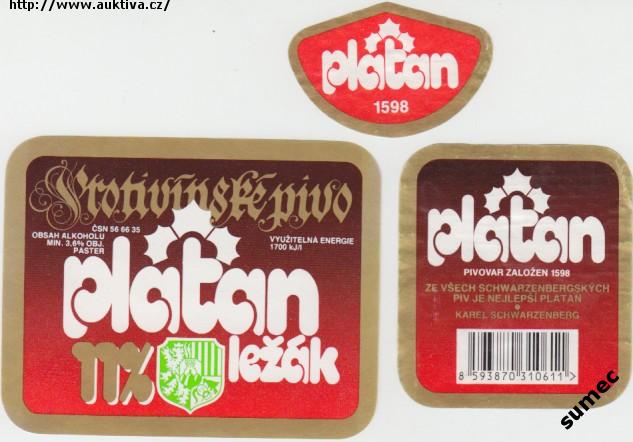 http://www.auktiva.cz/
platan
1598
Protivínské pivo
ČSN 56 66 35
OBSAH ALKOHOLU
MIN. 3,6% OBJ.
PASTER
VYUŽITELNÁ ENERGIE
1700 kJ/l
platan
11% ležák
platan
PIVOVAR ZALOŽEN 1598
ZE VŠECH SCHWARZENBERGSKÝCH
PIV JE NEJLEPŠÍ PLATAN
KAREL SCHWARZENBERG
8 593870 310611 >
sumec